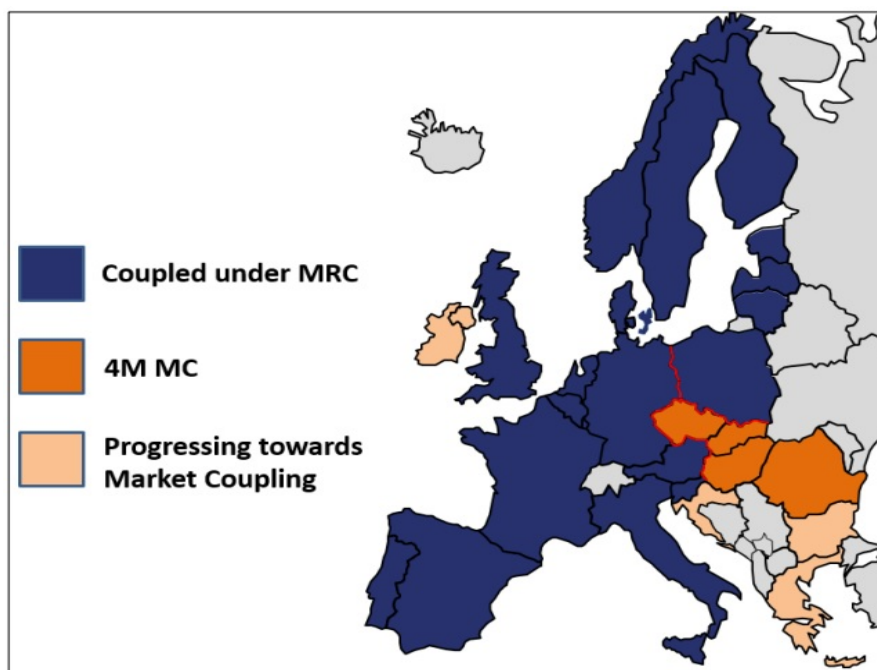 Coupled under MRC
4M MC
Progressing towards
Market Coupling